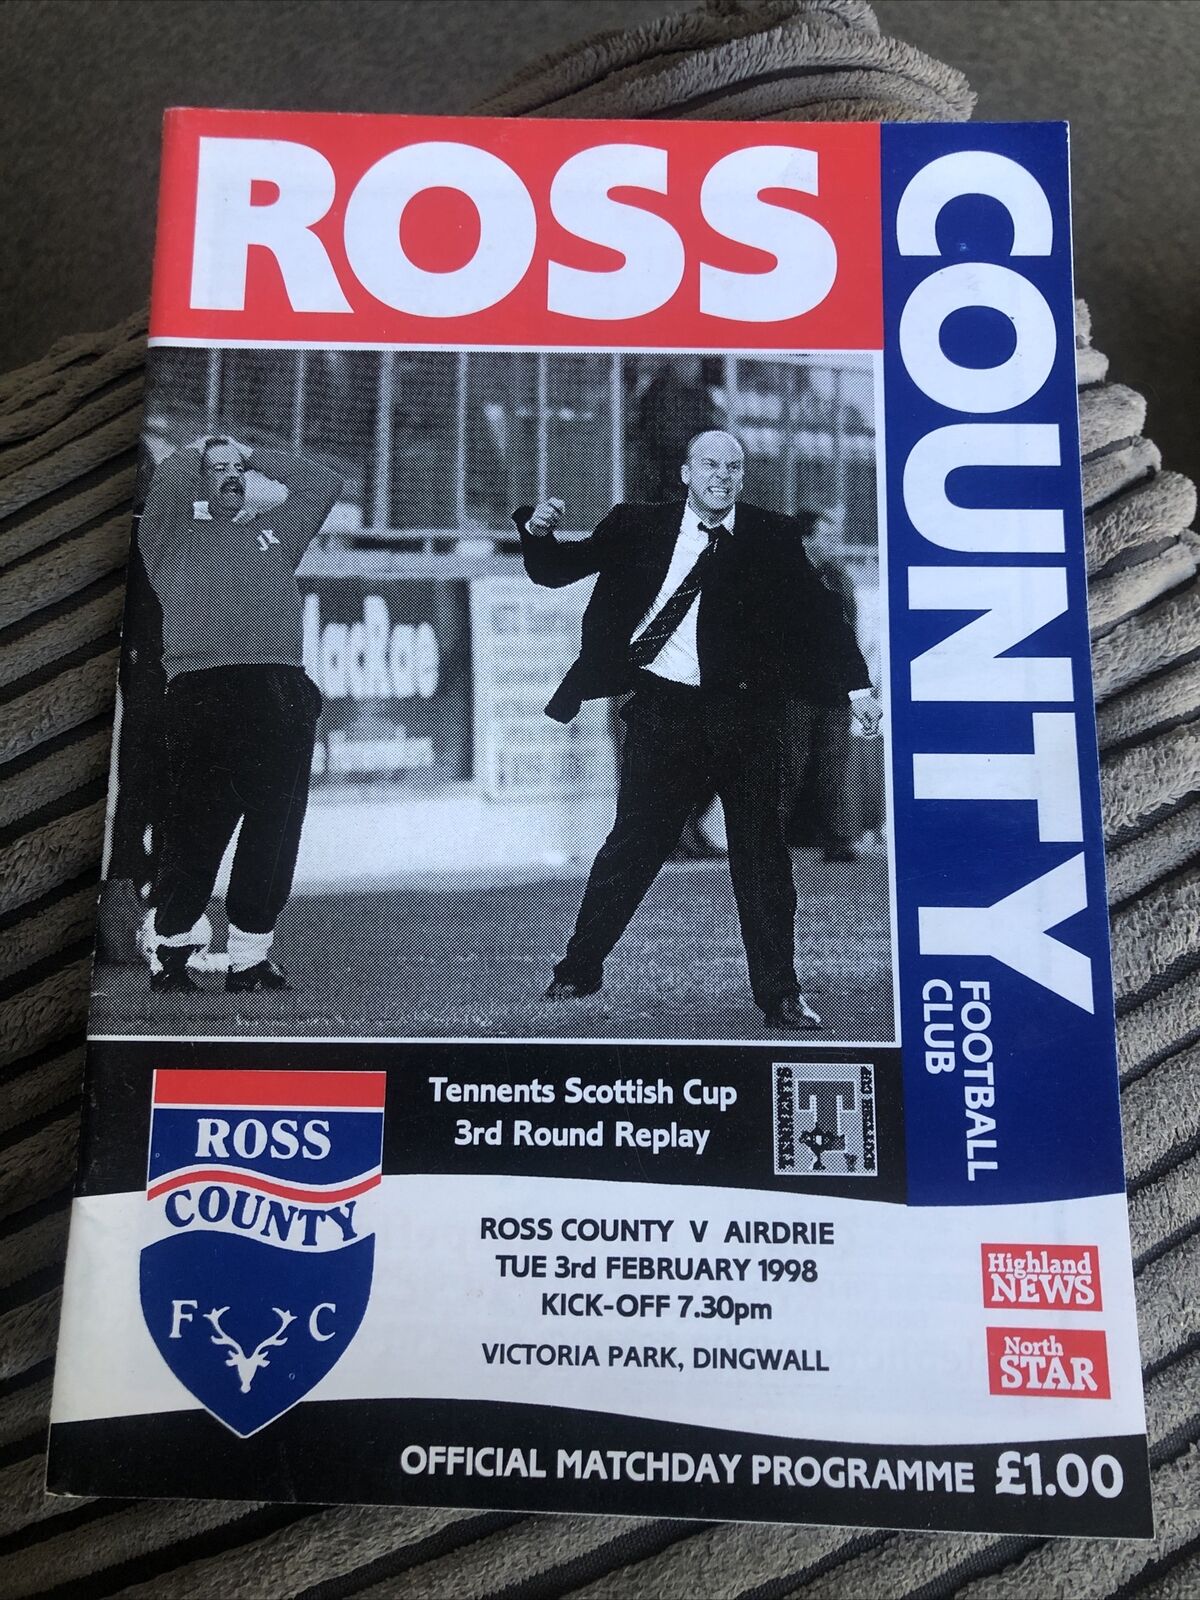 ROSS
COUNTY
FOOTBALL
CLUB
JK
Tennents Scottish Cup
3rd Round Replay
T
ROSS
COUNTY
F C
ROSS COUNTY V AIRDRIE
TUE 3rd FEBRUARY 1998
KICK-OFF 7.30pm
VICTORIA PARK, DINGWALL
Highland
NEWS
North
STAR
OFFICIAL MATCHDAY PROGRAMME £1.00